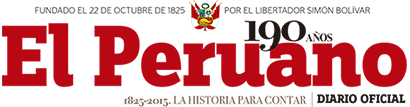 FUNDADO EL 22 DE OCTUBRE DE 1825 POR EL LIBERTADOR SIMÓN BOLÍVAR
190 AÑOS
El Peruano
1825-2015. LA HISTORIA PARA CONTAR | DIARIO OFICIAL